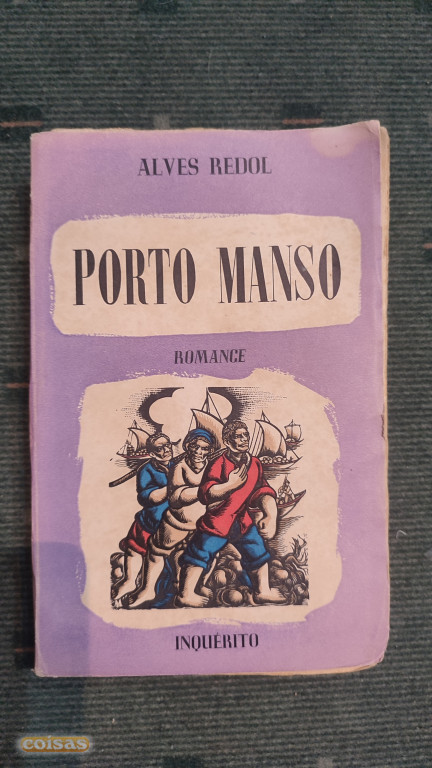 ALVES REDOL
PORTO MANSO
ROMANCE
INQUÉRITO
coisas